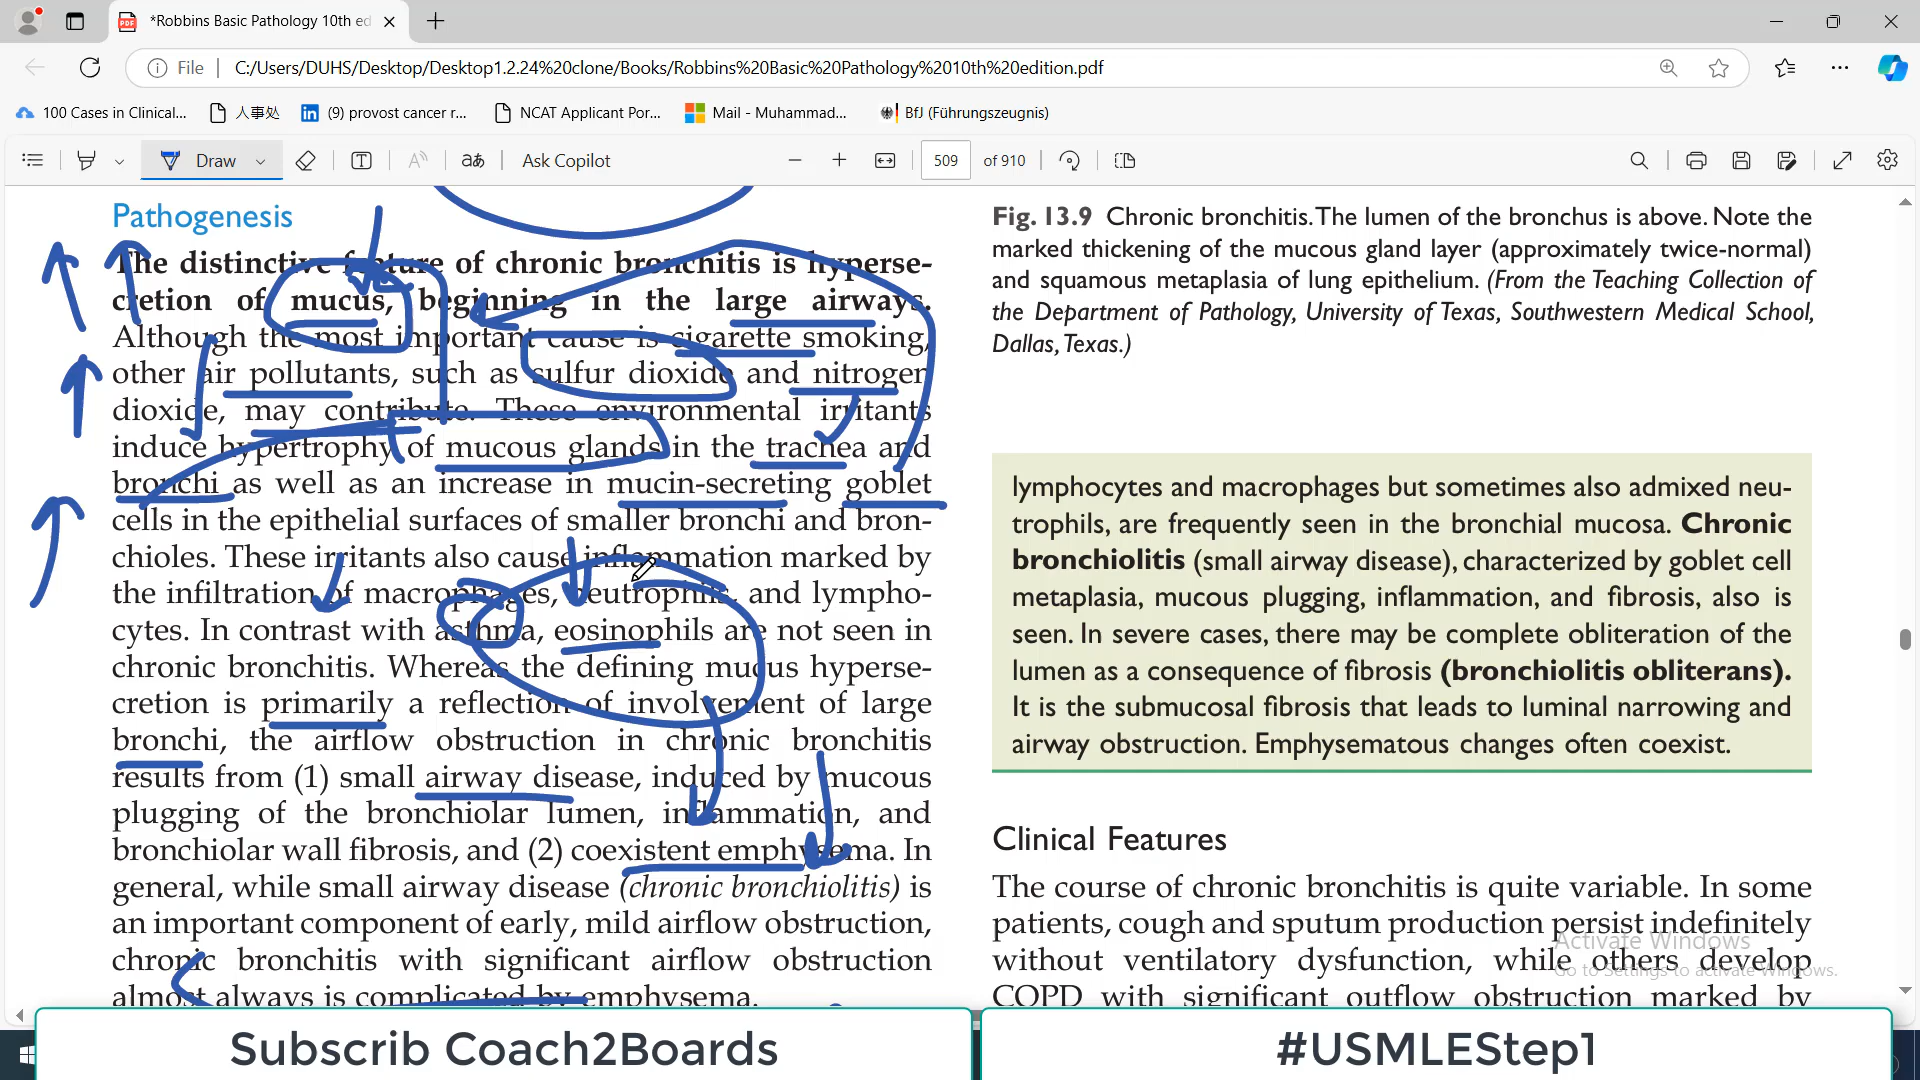 *Robbins Basic Pathology 10th ed
File
C:/Users/DUHS/Desktop/Desktop1.2.24%20clone/Books/Robbins%20Basic%20Pathology%2010th%20edition.pdf
100 Cases in Clinical...
人事处
(9) provost cancer r...
NCAT Applicant Por...
Mail - Muhammad...
BfJ (Führungszeugnis)
Draw
Ask Copilot
509 of 910
Pathogenesis
The distinctive feature of chronic bronchitis is hyperse-
cretion of mucus, beginning in the large airways.
Although the most important cause is cigarette smoking,
other air pollutants, such as sulfur dioxide and nitrogen
dioxide, may contribute. These environmental irritants
induce hypertrophy of mucous glands in the trachea and
bronchi as well as an increase in mucin-secreting goblet
cells in the epithelial surfaces of smaller bronchi and bron-
chioles. These irritants also cause inflammation marked by
the infiltration of macrophages, neutrophils, and lympho-
cytes. In contrast with asthma, eosinophils are not seen in
chronic bronchitis. Whereas the defining mucus hyperse-
cretion is primarily a reflection of involvement of large
bronchi, the airflow obstruction in chronic bronchitis
results from (1) small airway disease, induced by mucous
plugging of the bronchiolar lumen, inflammation, and
bronchiolar wall fibrosis, and (2) coexistent emphysema. In
general, while small airway disease (chronic bronchiolitis) is
an important component of early, mild airflow obstruction,
chronic bronchitis with significant airflow obstruction
almost always is complicated by emphysema.
Fig. 13.9 Chronic bronchitis. The lumen of the bronchus is above. Note the
marked thickening of the mucous gland layer (approximately twice-normal)
and squamous metaplasia of lung epithelium. (From the Teaching Collection of
the Department of Pathology, University of Texas, Southwestern Medical School,
Dallas, Texas.)
lymphocytes and macrophages but sometimes also admixed neu-
trophils, are frequently seen in the bronchial mucosa. Chronic
bronchiolitis (small airway disease), characterized by goblet cell
metaplasia, mucous plugging, inflammation, and fibrosis, also is
seen. In severe cases, there may be complete obliteration of the
lumen as a consequence of fibrosis (bronchiolitis obliterans).
It is the submucosal fibrosis that leads to luminal narrowing and
airway obstruction. Emphysematous changes often coexist.
Clinical Features
The course of chronic bronchitis is quite variable. In some
patients, cough and sputum production persist indefinitely
without ventilatory dysfunction, while others develop
COPD with significant outflow obstruction marked by
Activate Windows
Go to Settings to activate Windows.
Subscrib Coach2Boards
#USMLEStep1